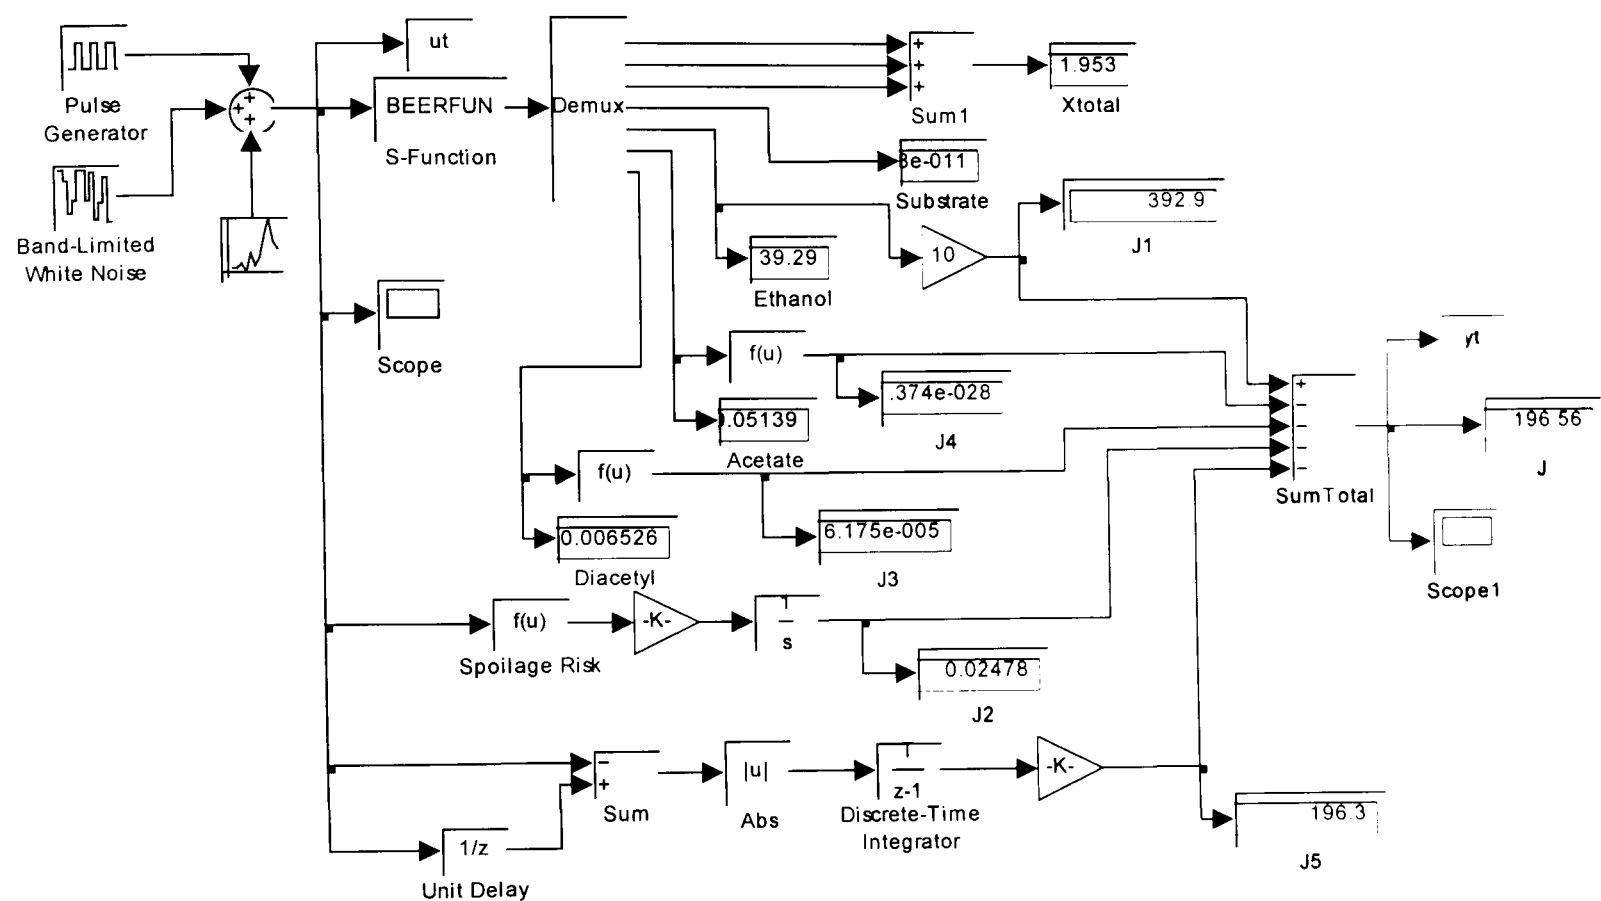 Pulse
Generator
Band-Limited
White Noise
+
+
+
ut
BEERFUN
S-Function
Demux
Scope
+
+
+
Sum1
1.953
Xtotal
3e-011
Substrate
39.29
Ethanol
10
392.9
J1
f(u)
.374e-028
J4
.05139
Acetate
f(u)
0.006526
Diacetyl
6.175e-005
J3
+
−
−
−
−
SumTotal
yt
196.56
J
Scope1
f(u)
Spoilage Risk
-K-
s
0.02478
J2
−
+
Sum
1/z
Unit Delay
|u|
Abs
T
z-1
Discrete-Time
Integrator
-K-
196.3
J5